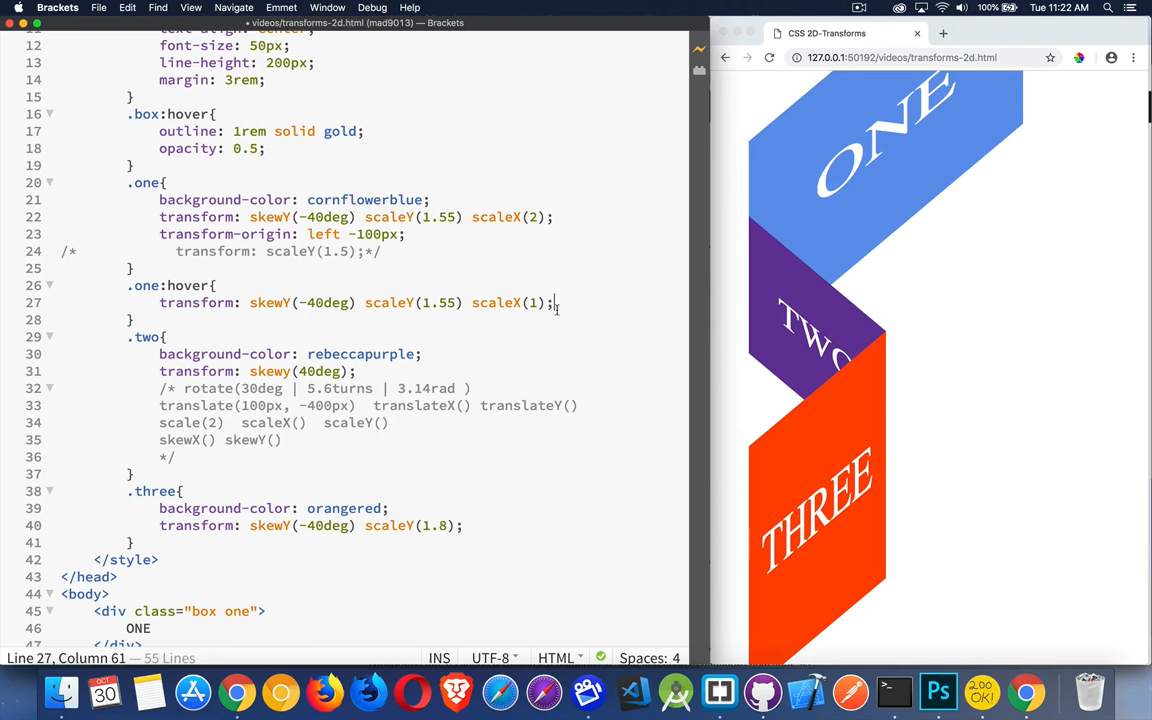 Brackets File Edit Find View Navigate Emmet Window Debug Help 100% Tue 11:22 AM
• videos/transforms-2d.html (mad9013) — Brackets
CSS 2D-Transforms
127.0.0.1:50192/videos/transforms-2d.html
12 font-size: 50px;
13 line-height: 200px;
14 margin: 3rem;
15 }
16 .box:hover{
17 outline: 1rem solid gold;
18 opacity: 0.5;
19 }
20 .one{
21 background-color: cornflowerblue;
22 transform: skewY(-40deg) scaleY(1.55) scaleX(2);
23 transform-origin: left -100px;
24 /* transform: scaleY(1.5);*/
25 }
26 .one:hover{
27 transform: skewY(-40deg) scaleY(1.55) scaleX(1);
28 }
29 .two{
30 background-color: rebeccapurple;
31 transform: skewy(40deg);
32 /* rotate(30deg | 5.6turns | 3.14rad )
33 translate(100px, -400px) translateX() translateY()
34 scale(2) scaleX() scaleY()
35 skewX() skewY()
36 */
37 }
38 .three{
39 background-color: orangered;
40 transform: skewY(-40deg) scaleY(1.8);
41 }
42 </style>
43 </head>
44 <body>
45 <div class="box one">
46 ONE
47 </div>
Line 27, Column 61 — 55 Lines INS UTF-8 HTML Spaces: 4
ONE
TWO
THREE
OCT
30
200
OK!
Ps